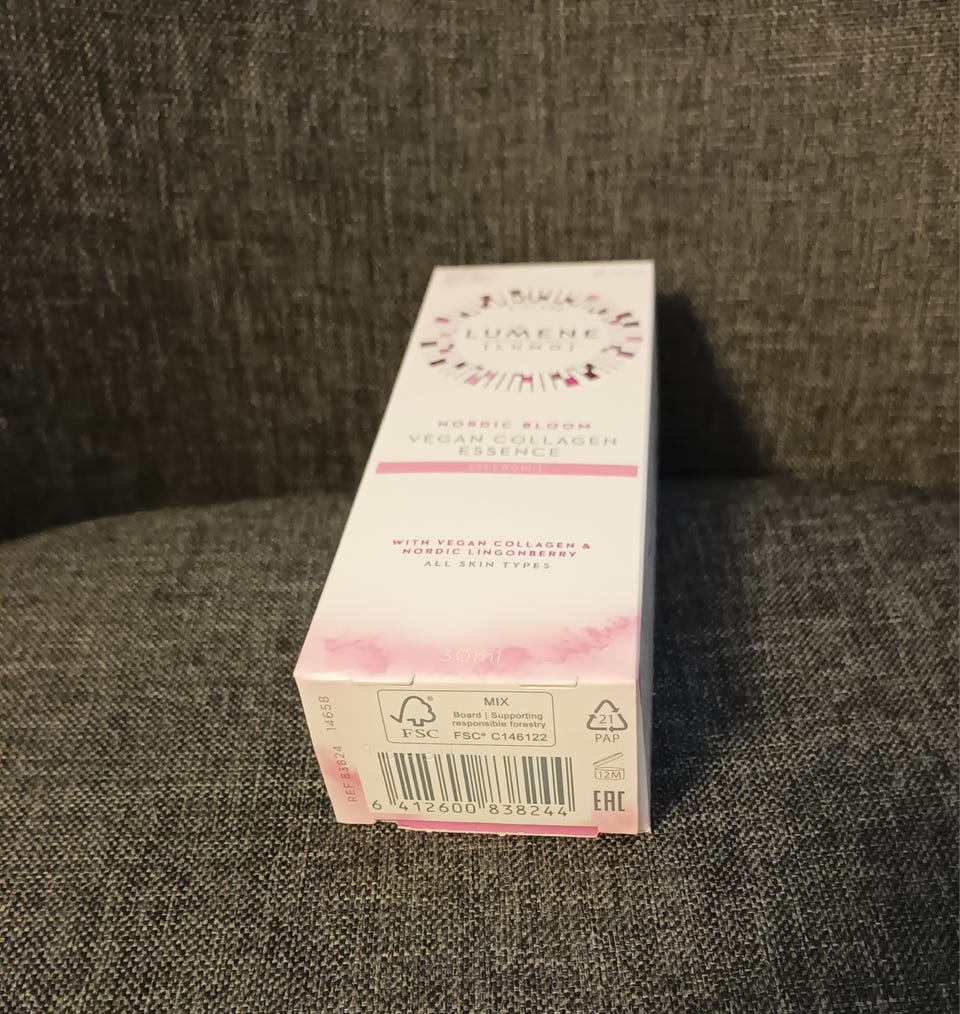 LUMENE
[LUMO]
NORDIC BLOOM
VEGAN COLLAGEN
ESSENCE
WITH VEGAN COLLAGEN &
NORDIC LINGONBERRY
ALL SKIN TYPES
30ml
MIX
Board | Supporting
responsible forestry
FSC® C146122
FSC
21
PAP
12M
EAC
REF 83824 14658
6 412600 838244